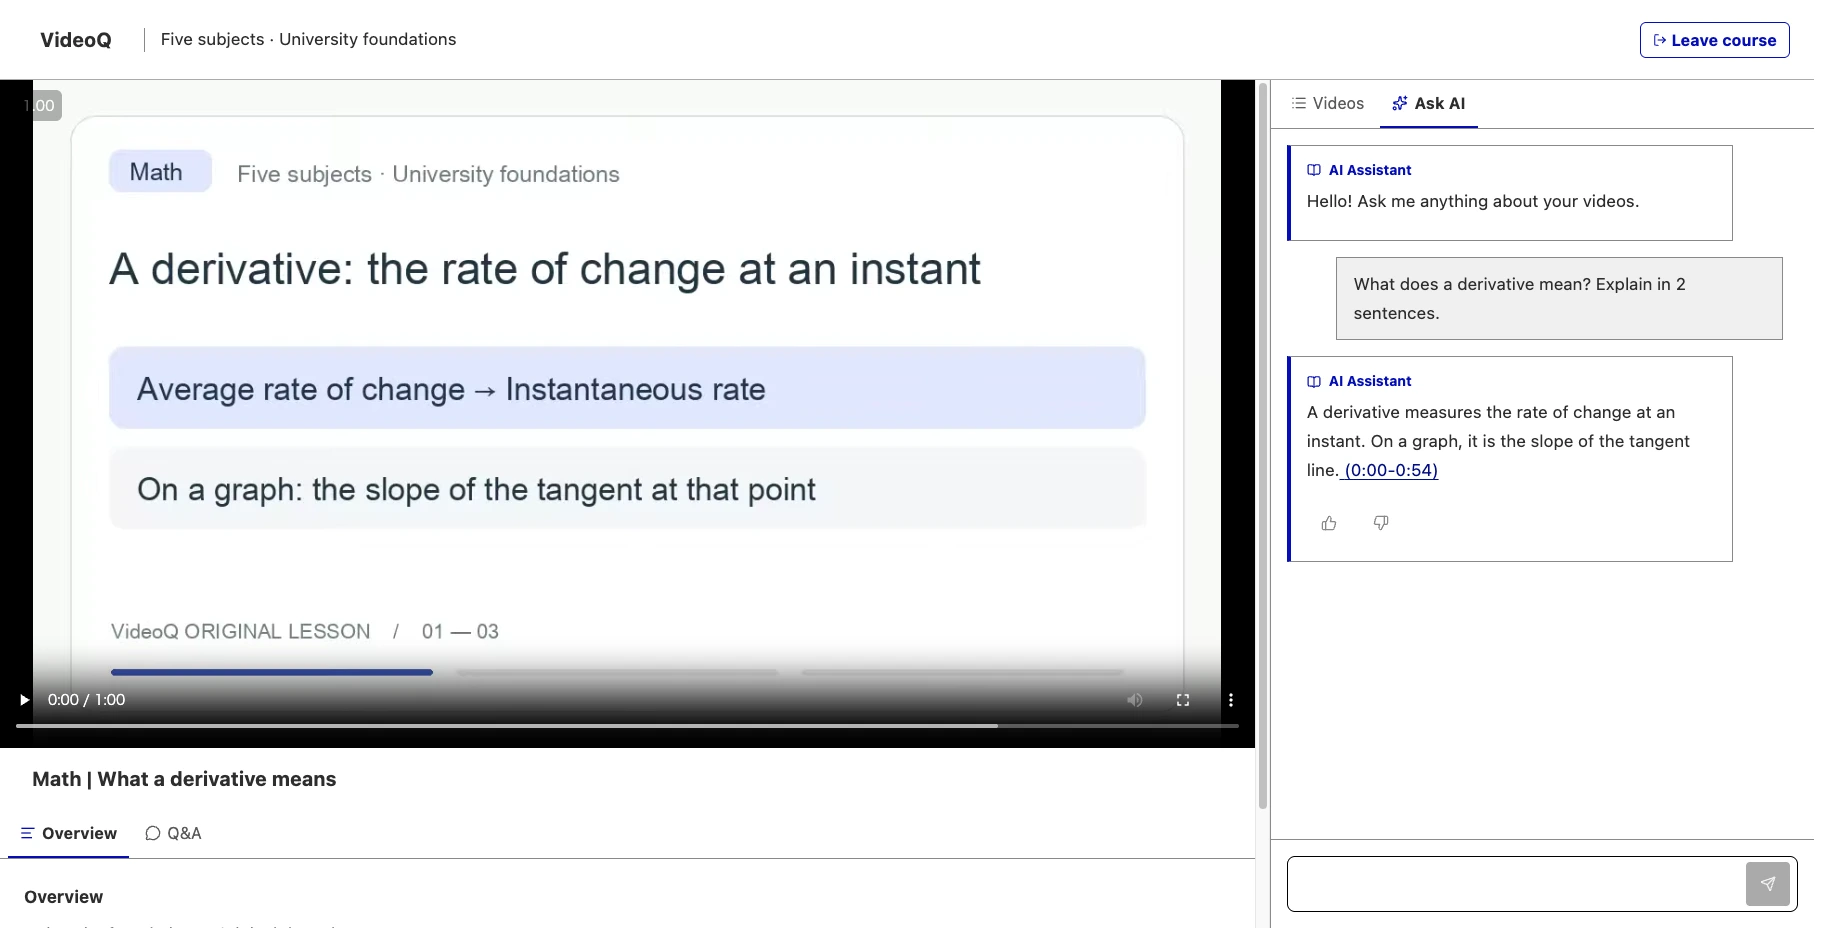 VideoQ
Five subjects · University foundations
Leave course
1.00
Math
Five subjects · University foundations
A derivative: the rate of change at an instant
Average rate of change → Instantaneous rate
On a graph: the slope of the tangent at that point
VideoQ ORIGINAL LESSON / 01 — 03
0:00 / 1:00
Math | What a derivative means
Overview
Q&A
Overview
Videos
Ask AI
AI Assistant
Hello! Ask me anything about your videos.
What does a derivative mean? Explain in 2
sentences.
AI Assistant
A derivative measures the rate of change at an
instant. On a graph, it is the slope of the tangent
line. (0:00-0:54)